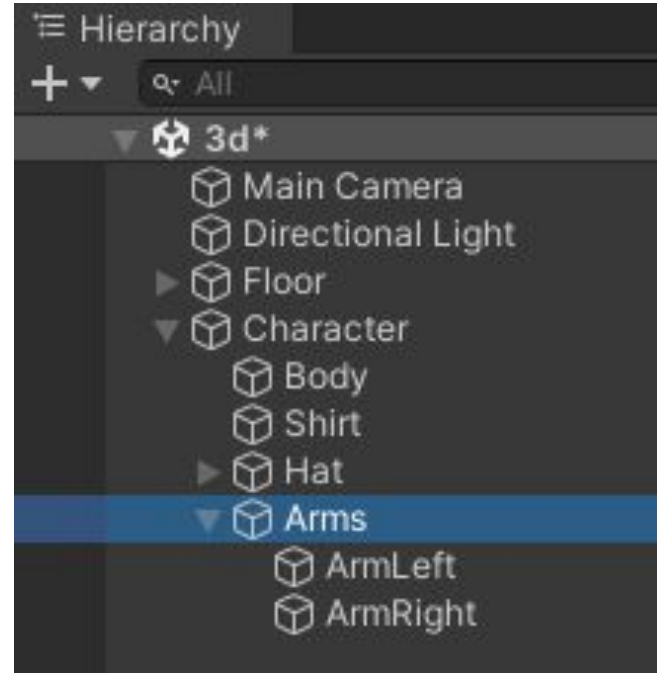 Hierarchy
All
3d*
Main Camera
Directional Light
Floor
Character
Body
Shirt
Hat
Arms
ArmLeft
ArmRight